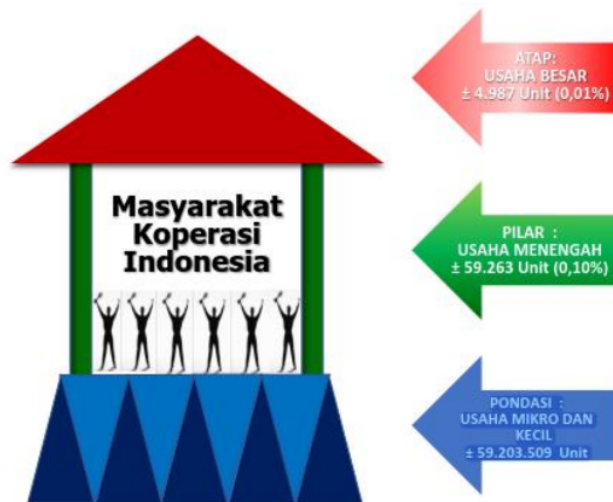 ATAP:
USAHA BESAR
± 4.987 Unit (0,01%)
Masyarakat
Koperasi
Indonesia
PILAR :
USAHA MENENGAH
± 59.263 Unit (0,10%)
PONDASI :
USAHA MIKRO DAN
KECIL
± 59.203.509 Unit